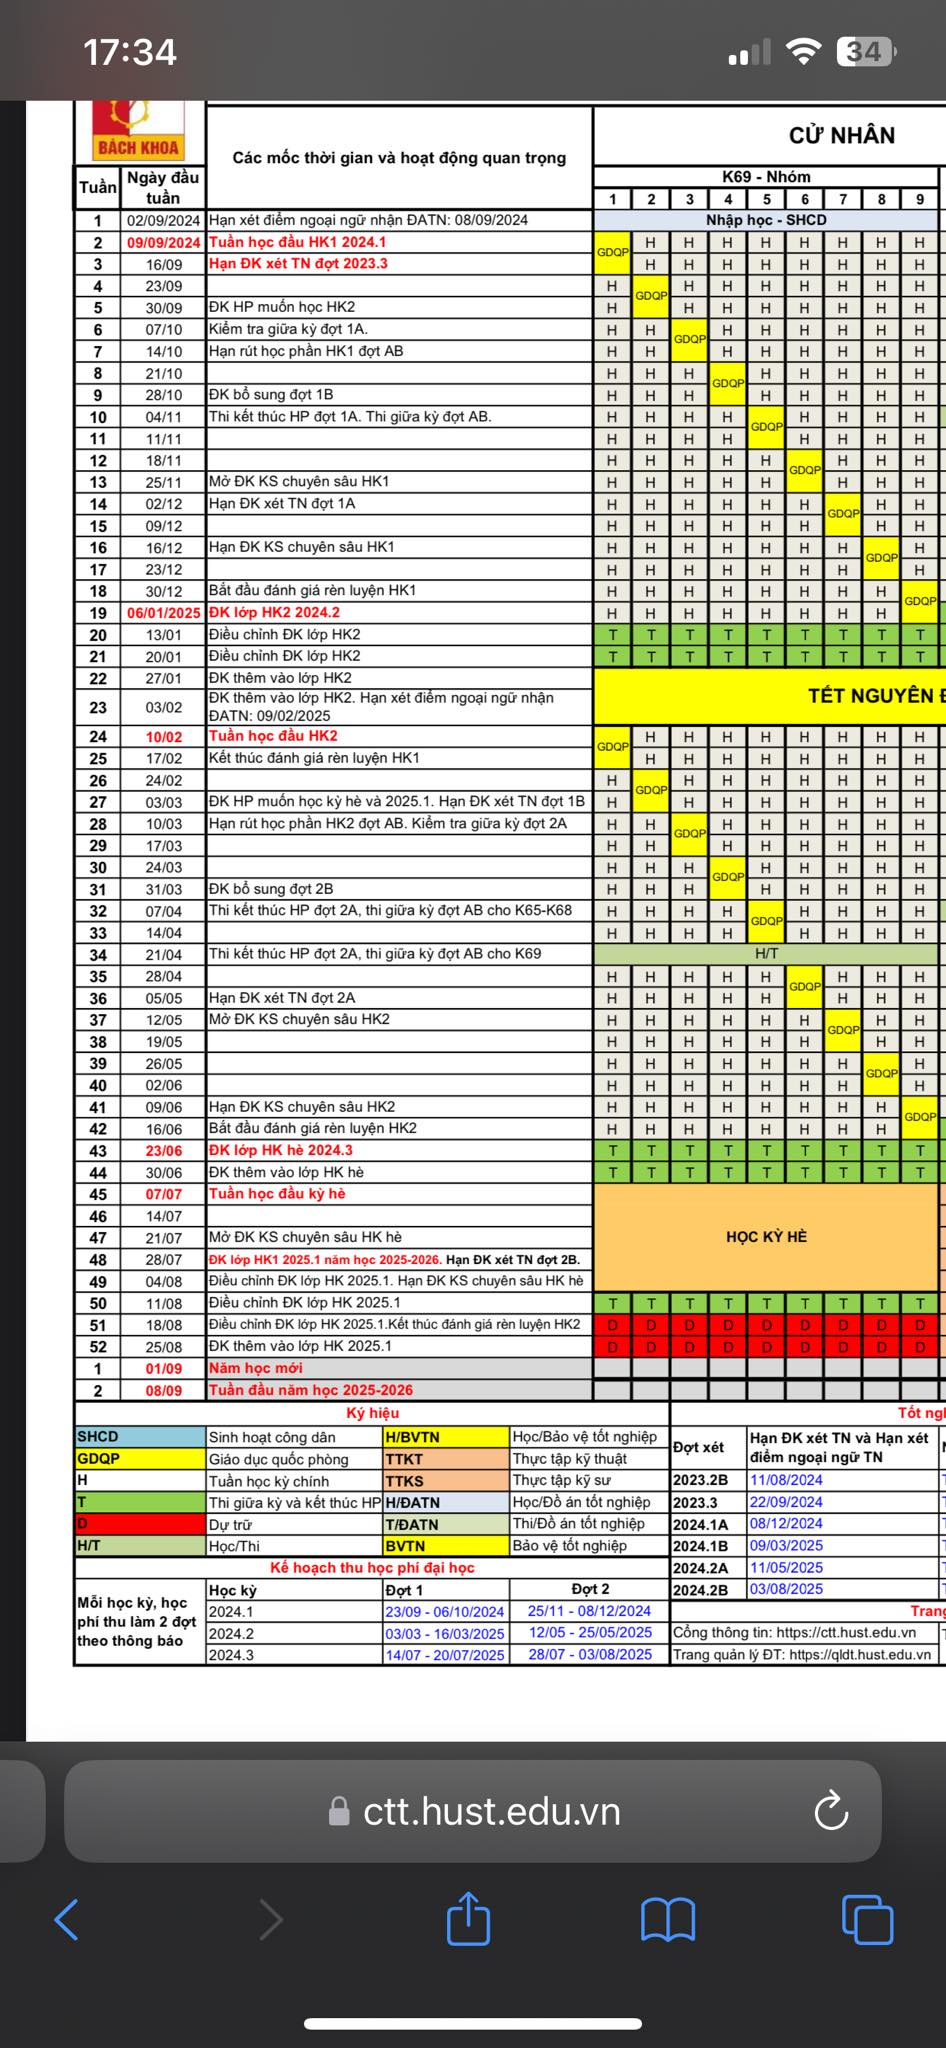 17:34
34
BÁCH KHOA
Các mốc thời gian và hoạt động quan trọng
CỬ NHÂN
Tuần Ngày đầu tuần
K69 - Nhóm
1 2 3 4 5 6 7 8 9
1 02/09/2024 Hạn xét điểm ngoại ngữ nhận ĐATN: 08/09/2024 Nhập học - SHCD
2 09/09/2024 Tuần học đầu HK1 2024.1 GDQP H H H H H H H H
3 16/09 Hạn ĐK xét TN đợt 2023.3 H H H H H H H H
4 23/09 H GDQP H H H H H H H
5 30/09 ĐK HP muốn học HK2 H H H H H H H H
6 07/10 Kiểm tra giữa kỳ đợt 1A. H H GDQP H H H H H H
7 14/10 Hạn rút học phần HK1 đợt AB H H H H H H H H
8 21/10 H H H GDQP H H H H H
9 28/10 ĐK bổ sung đợt 1B H H H H H H H H
10 04/11 Thi kết thúc HP đợt 1A. Thi giữa kỳ đợt AB. H H H H GDQP H H H H
11 11/11 H H H H H H H H
12 18/11 H H H H H GDQP H H H
13 25/11 Mở ĐK KS chuyên sâu HK1 H H H H H H H H
14 02/12 Hạn ĐK xét TN đợt 1A H H H H H H GDQP H H
15 09/12 H H H H H H H H
16 16/12 Hạn ĐK KS chuyên sâu HK1 H H H H H H H GDQP H
17 23/12 H H H H H H H H
18 30/12 Bắt đầu đánh giá rèn luyện HK1 H H H H H H H H GDQP
19 06/01/2025 ĐK lớp HK2 2024.2 H H H H H H H H
20 13/01 Điều chỉnh ĐK lớp HK2 T T T T T T T T T
21 20/01 Điều chỉnh ĐK lớp HK2 T T T T T T T T T
22 27/01 ĐK thêm vào lớp HK2
23 03/02 ĐK thêm vào lớp HK2. Hạn xét điểm ngoại ngữ nhận
ĐATN: 09/02/2025
TẾT NGUYÊN
24 10/02 Tuần học đầu HK2 GDQP H H H H H H H H
25 17/02 Kết thúc đánh giá rèn luyện HK1 H H H H H H H H
26 24/02 H GDQP H H H H H H H
27 03/03 ĐK HP muốn học kỳ hè và 2025.1. Hạn ĐK xét TN đợt 1B H H H H H H H H
28 10/03 Hạn rút học phần HK2 đợt AB. Kiểm tra giữa kỳ đợt 2A H H GDQP H H H H H H
29 17/03 H H H H H H H H
30 24/03 H H H GDQP H H H H H
31 31/03 ĐK bổ sung đợt 2B H H H H H H H H
32 07/04 Thi kết thúc HP đợt 2A, thi giữa kỳ đợt AB cho K65-K68 H H H H GDQP H H H H
33 14/04 H H H H H H H H
34 21/04 Thi kết thúc HP đợt 2A, thi giữa kỳ đợt AB cho K69 H/T
35 28/04 H H H H H GDQP H H H
36 05/05 Hạn ĐK xét TN đợt 2A H H H H H H H H
37 12/05 Mở ĐK KS chuyên sâu HK2 H H H H H H GDQP H H
38 19/05 H H H H H H H H
39 26/05 H H H H H H H GDQP H
40 02/06 H H H H H H H H
41 09/06 Hạn ĐK KS chuyên sâu HK2 H H H H H H H H GDQP
42 16/06 Bắt đầu đánh giá rèn luyện HK2 H H H H H H H H
43 23/06 ĐK lớp HK hè 2024.3 T T T T T T T T T
44 30/06 ĐK thêm vào lớp HK hè T T T T T T T T T
45 07/07 Tuần học đầu kỳ hè
46 14/07
47 21/07 Mở ĐK KS chuyên sâu HK hè HỌC KỲ HÈ
48 28/07 ĐK lớp HK1 2025.1 năm học 2025-2026. Hạn ĐK xét TN đợt 2B.
49 04/08 Điều chỉnh ĐK lớp HK 2025.1. Hạn ĐK KS chuyên sâu HK hè
50 11/08 Điều chỉnh ĐK lớp HK 2025.1 T T T T T T T T T
51 18/08 Điều chỉnh ĐK lớp HK 2025.1.Kết thúc đánh giá rèn luyện HK2 D D D D D D D D D
52 25/08 ĐK thêm vào lớp HK 2025.1 D D D D D D D D D
1 01/09 Năm học mới
2 08/09 Tuần đầu năm học 2025-2026
Ký hiệu
SHCD Sinh hoạt công dân H/BVTN Học/Bảo vệ tốt nghiệp
GDQP Giáo dục quốc phòng TTKT Thực tập kỹ thuật
H Tuần học kỳ chính TTKS Thực tập kỹ sư
T Thi giữa kỳ và kết thúc HP H/ĐATN Học/Đồ án tốt nghiệp
D Dự trữ T/ĐATN Thi/Đồ án tốt nghiệp
H/T Học/Thi BVTN Bảo vệ tốt nghiệp
Kế hoạch thu học phí đại học
Mỗi học kỳ, học phí thu làm 2 đợt theo thông báo
Học kỳ Đợt 1 Đợt 2
2024.1 23/09 - 06/10/2024 25/11 - 08/12/2024
2024.2 03/03 - 16/03/2025 12/05 - 25/05/2025
2024.3 14/07 - 20/07/2025 28/07 - 03/08/2025
Tốt
Đợt xét Hạn ĐK xét TN và Hạn xét điểm ngoại ngữ TN
2023.2B 11/08/2024
2023.3 22/09/2024
2024.1A 08/12/2024
2024.1B 09/03/2025
2024.2A 11/05/2025
2024.2B 03/08/2025
Trang
Cổng thông tin: https://ctt.hust.edu.vn
Trang quản lý ĐT: https://qldt.hust.edu.vn
ctt.hust.edu.vn